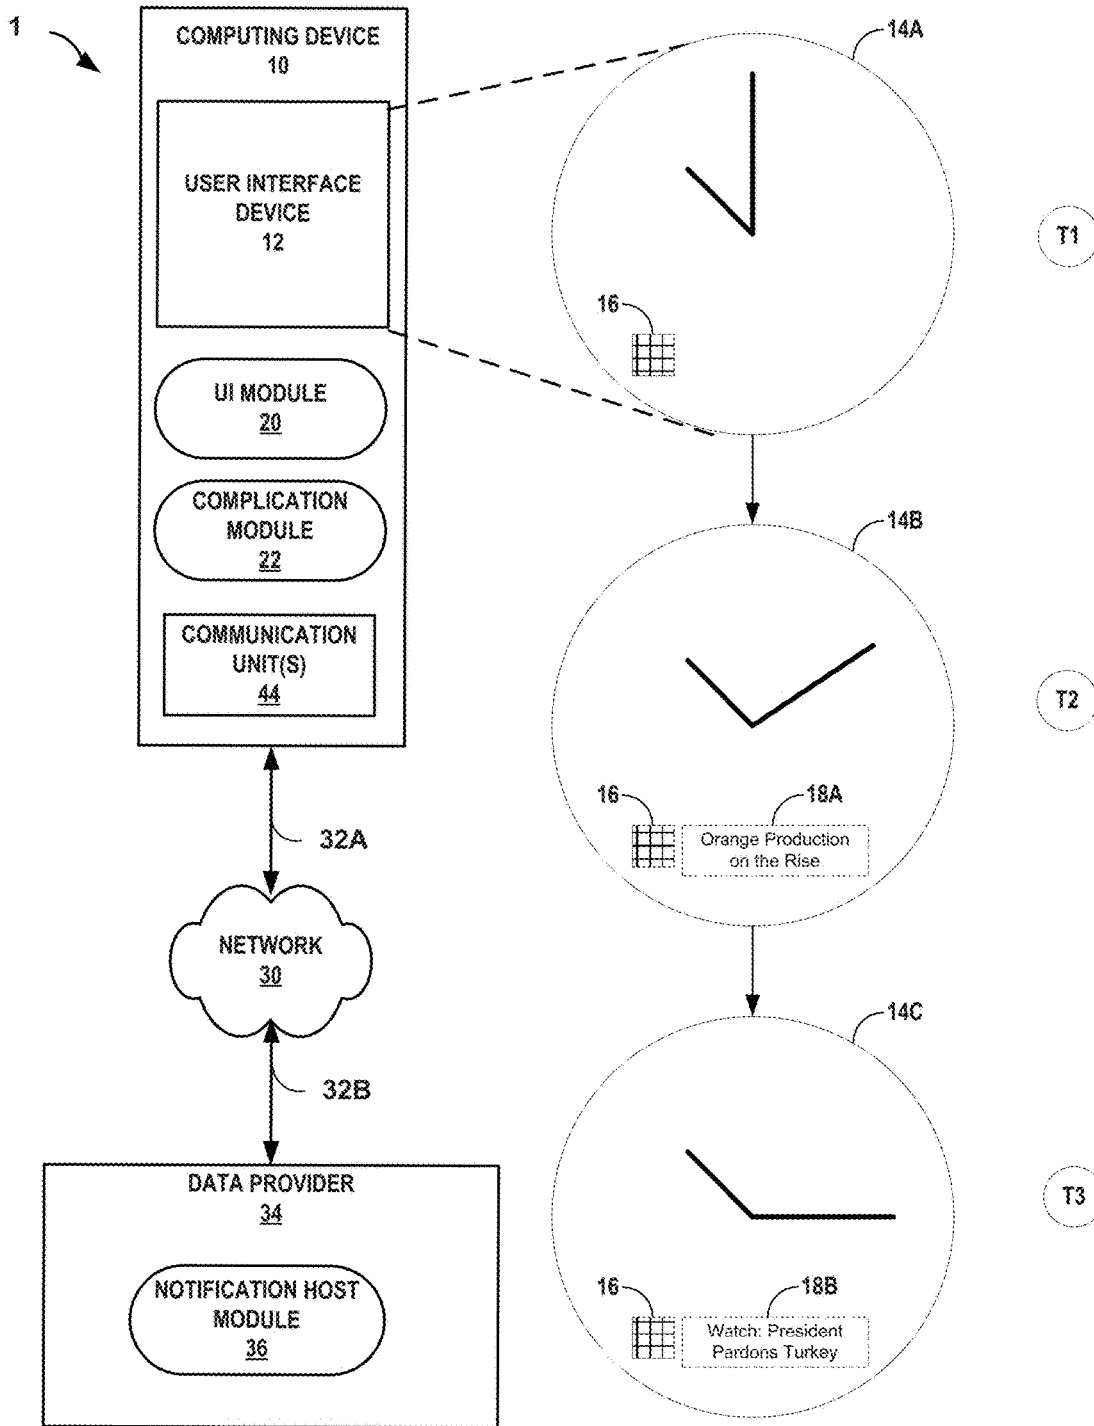 1
COMPUTING DEVICE
10
USER INTERFACE
DEVICE
12
UI MODULE
20
COMPLICATION
MODULE
22
COMMUNICATION
UNIT(S)
44
32A
NETWORK
30
32B
DATA PROVIDER
34
NOTIFICATION HOST
MODULE
36
14A
16
T1
14B
16
18A
Orange Production
on the Rise
T2
14C
16
18B
Watch: President
Pardons Turkey
T3